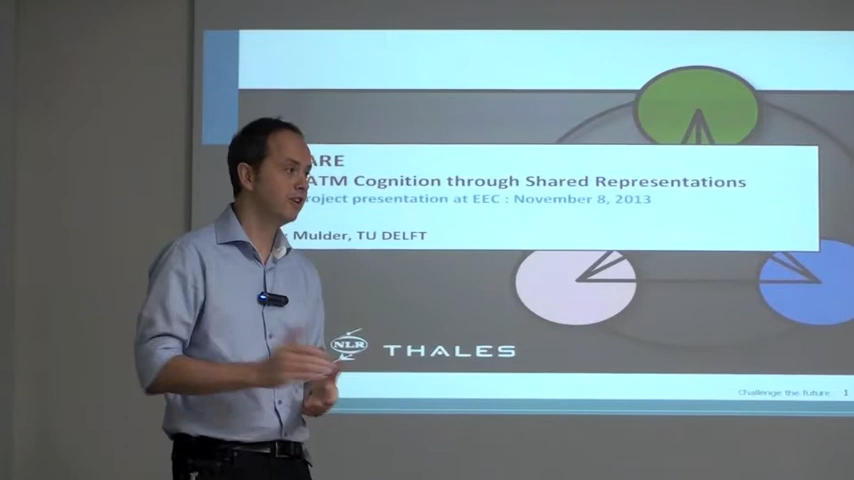 ARE
ATM Cognition through Shared Representations
roject presentation at EEC : November 8, 2013
Mulder, TU DELFT
NLR
THALES
Challenge the future 1